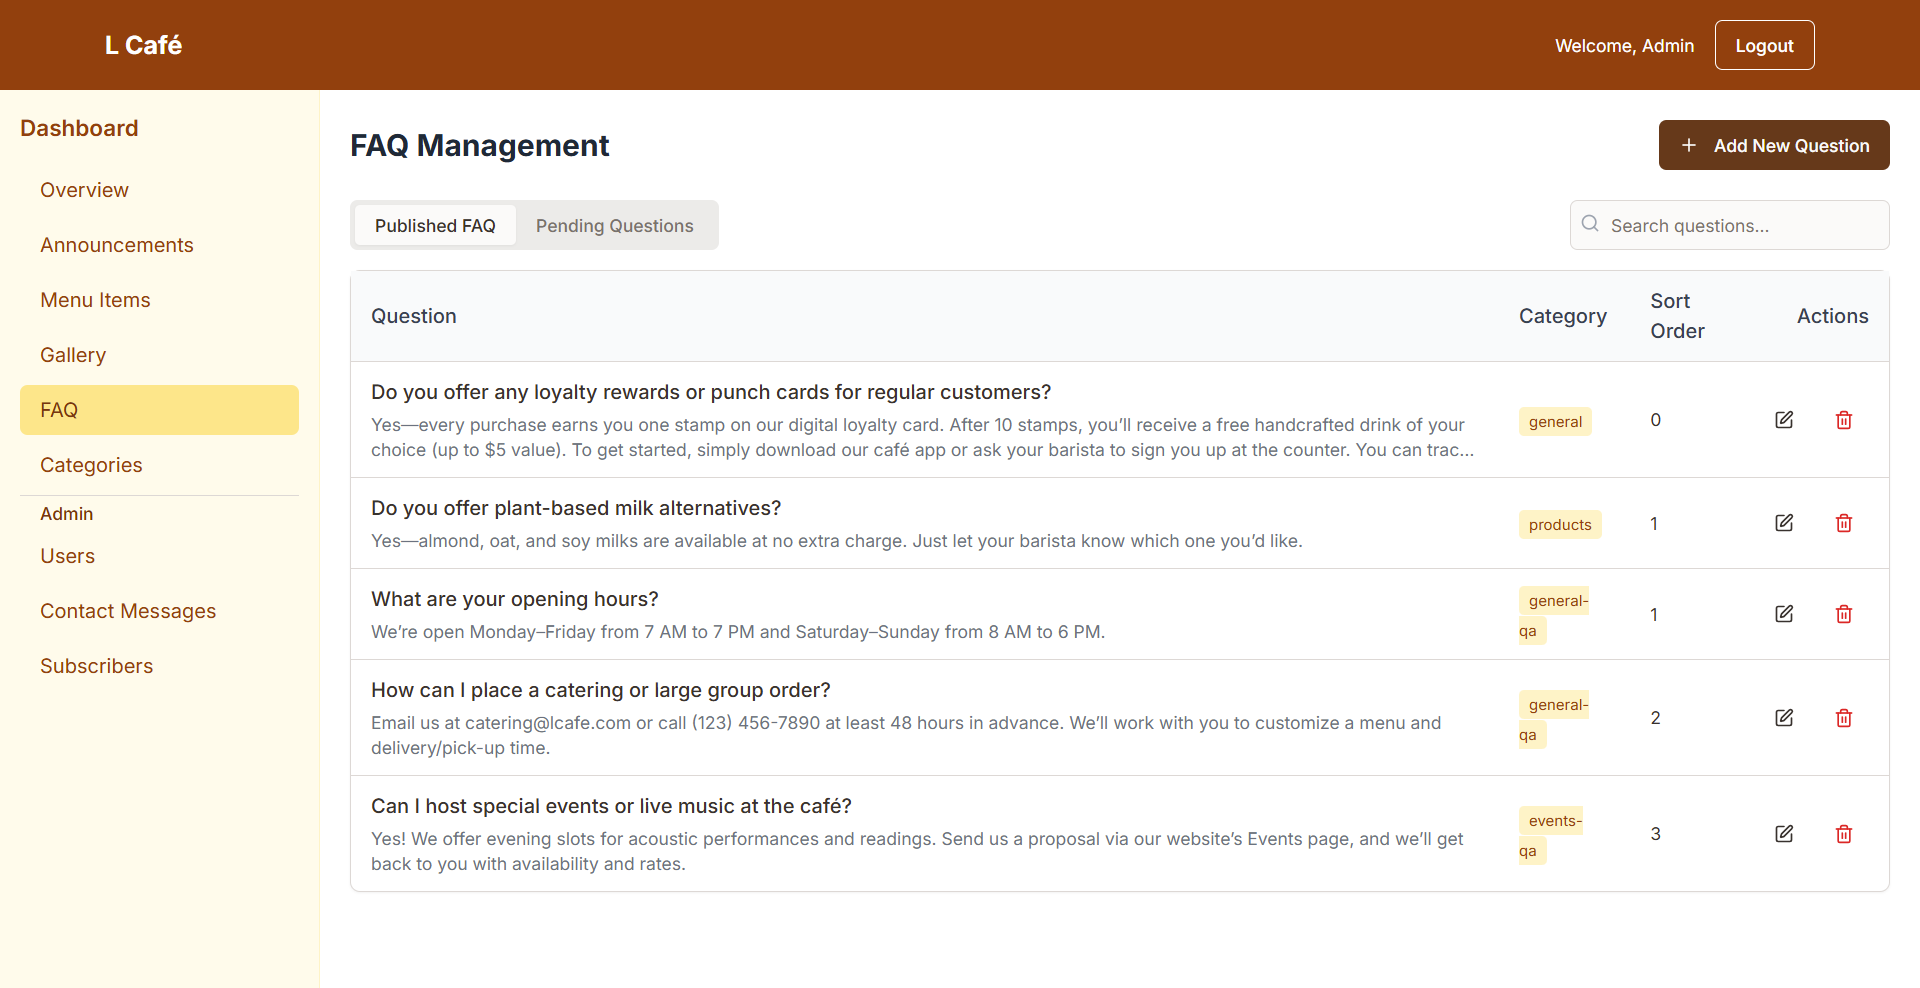 L Café
Welcome, Admin
Logout
Dashboard
Overview
Announcements
Menu Items
Gallery
FAQ
Categories
Admin
Users
Contact Messages
Subscribers
FAQ Management
Add New Question
Published FAQ
Pending Questions
Search questions...
Question
Category
Sort
Order
Actions
Do you offer any loyalty rewards or punch cards for regular customers?
Yes—every purchase earns you one stamp on our digital loyalty card. After 10 stamps, you’ll receive a free handcrafted drink of your
choice (up to $5 value). To get started, simply download our café app or ask your barista to sign you up at the counter. You can trac...
general
0
Do you offer plant-based milk alternatives?
Yes—almond, oat, and soy milks are available at no extra charge. Just let your barista know which one you’d like.
products
1
What are your opening hours?
We’re open Monday–Friday from 7 AM to 7 PM and Saturday–Sunday from 8 AM to 6 PM.
general-
qa
1
How can I place a catering or large group order?
Email us at catering@lcafe.com or call (123) 456-7890 at least 48 hours in advance. We’ll work with you to customize a menu and
delivery/pick-up time.
general-
qa
2
Can I host special events or live music at the café?
Yes! We offer evening slots for acoustic performances and readings. Send us a proposal via our website’s Events page, and we’ll get
back to you with availability and rates.
events-
qa
3